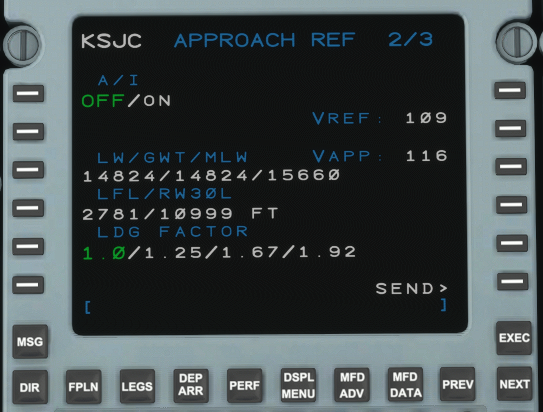 KSJC APPROACH REF 2/3
A/I
OFF/ON
VREF: 109
LW/GWT/MLW VAPP: 116
14824/14824/15660
LFL/RW30L
2781/10999 FT
LDG FACTOR
1.0/1.25/1.67/1.92
SEND>
[ ]
MSG EXEC
DIR FPLN LEGS DEP ARR PERF DSPL MENU MFD ADV MFD DATA PREV NEXT